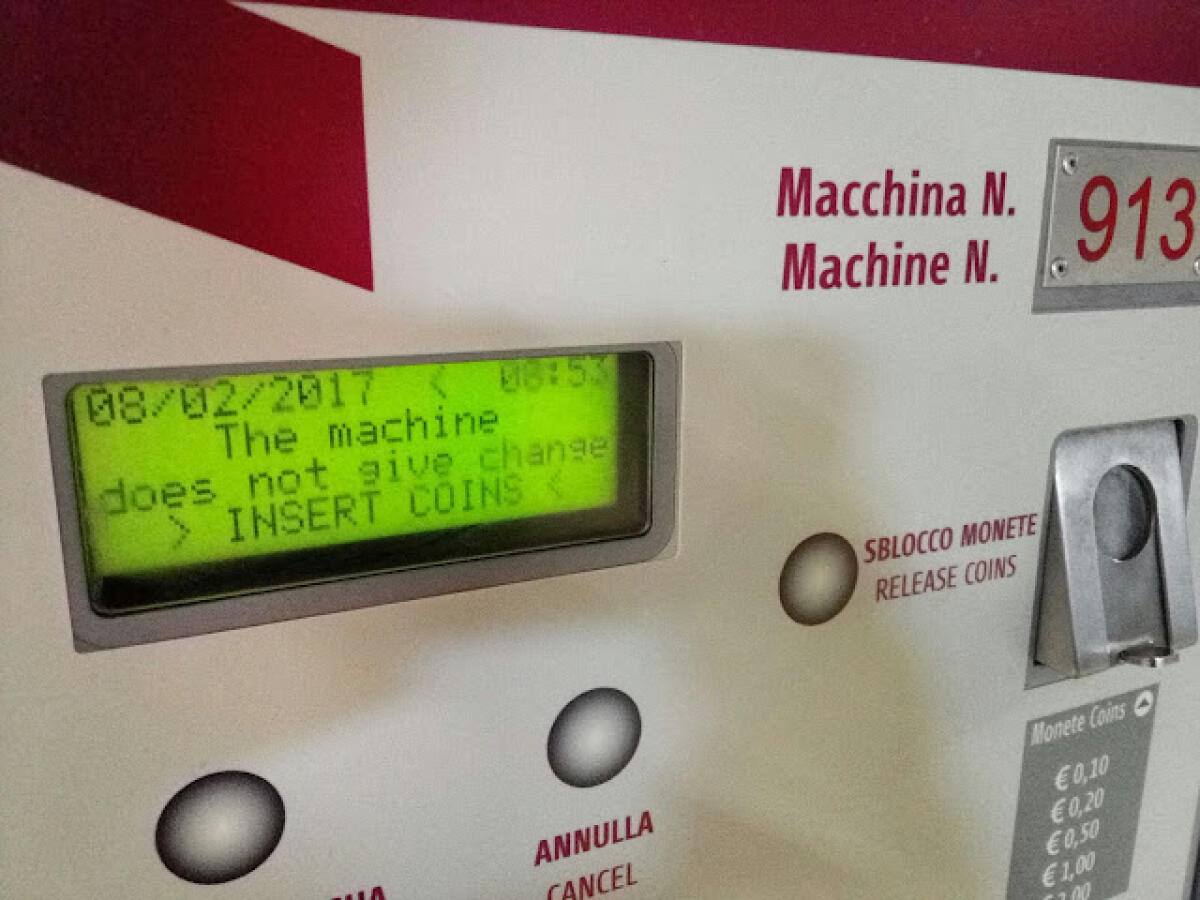 Macchina N.
Machine N.
913
08/02/2017 < 08:53
The machine
does not give change
> INSERT COINS <
SBLOCCO MONETE
RELEASE COINS
Monete Coins
€ 0,10
€ 0,20
€ 0,50
€ 1,00
ANNULLA
CANCEL